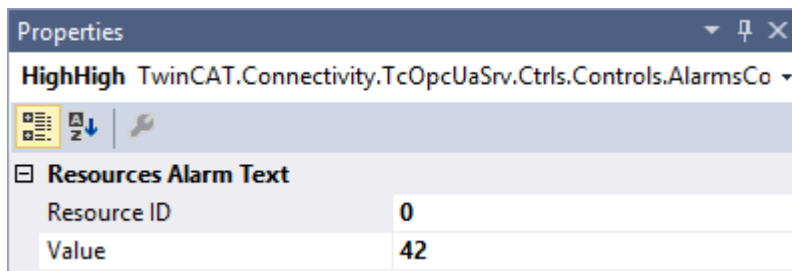 Properties
HighHigh TwinCAT.Connectivity.TcOpcUaSrv.Ctrls.Controls.AlarmsCo
Resources Alarm Text
Resource ID 0
Value 42